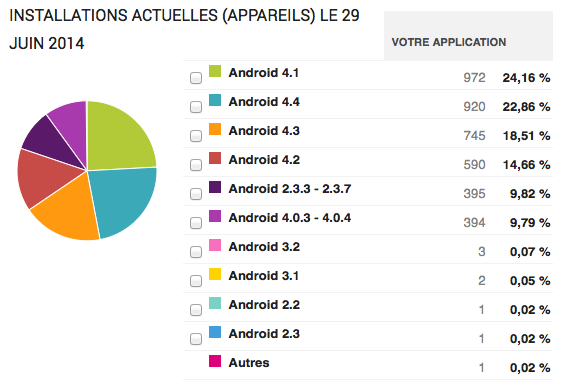 INSTALLATIONS ACTUELLES (APPAREILS) LE 29
JUIN 2014
VOTRE APPLICATION
Android 4.1 972 24,16 %
Android 4.4 920 22,86 %
Android 4.3 745 18,51 %
Android 4.2 590 14,66 %
Android 2.3.3 - 2.3.7 395 9,82 %
Android 4.0.3 - 4.0.4 394 9,79 %
Android 3.2 3 0,07 %
Android 3.1 2 0,05 %
Android 2.2 1 0,02 %
Android 2.3 1 0,02 %
Autres 1 0,02 %